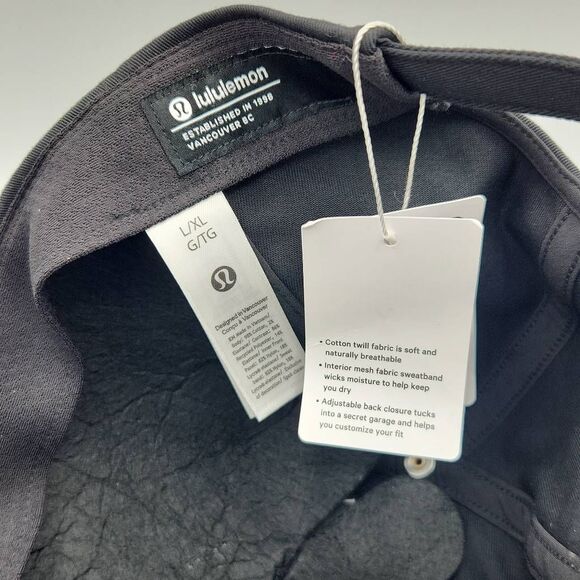 lululemon
ESTABLISHED IN 1998
VANCOUVER BC
L/XL
G/TG
Designed in Vancouver
Conçu à Vancouver
• Cotton twill fabric is soft and
naturally breathable
• Interior mesh fabric sweatband
wicks moisture to help keep
you dry
• Adjustable back closure tucks
into a secret garage and helps
you customize your fit